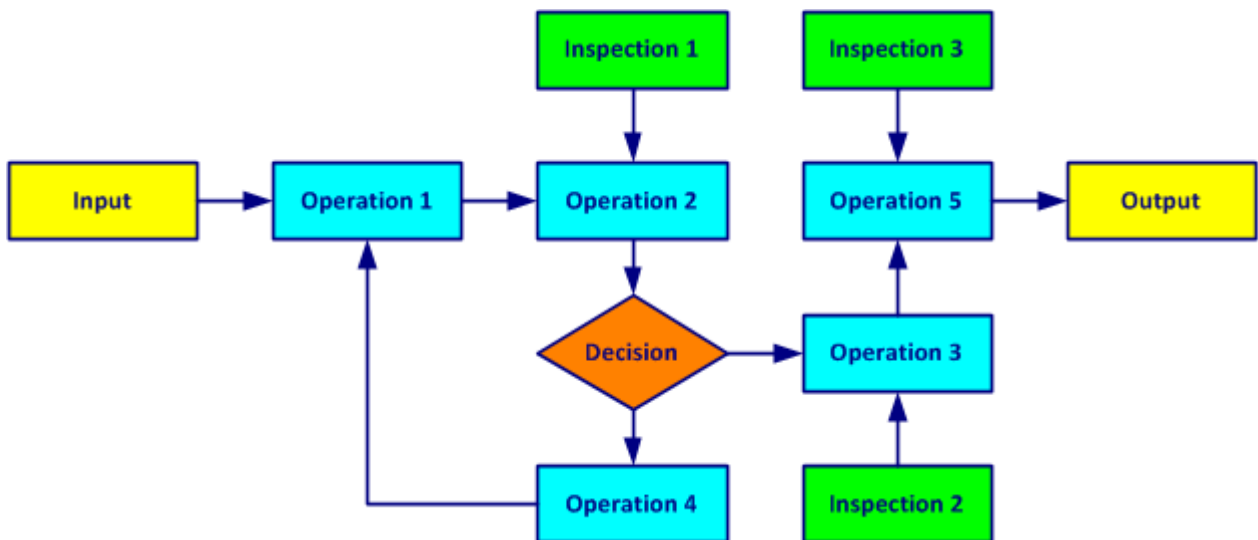 Inspection 1
Inspection 3
Input
Operation 1
Operation 2
Operation 5
Output
Decision
Operation 3
Operation 4
Inspection 2